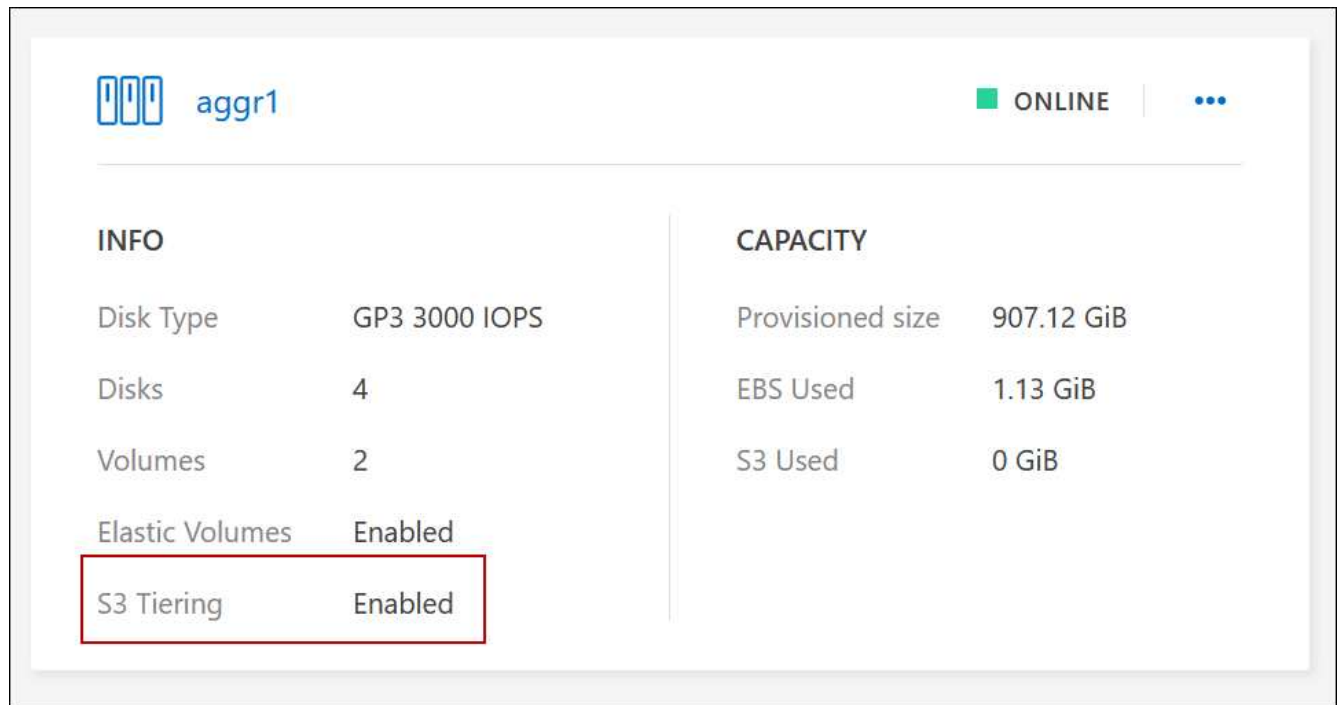 aggr1
ONLINE
INFO
Disk Type GP3 3000 IOPS
Disks 4
Volumes 2
Elastic Volumes Enabled
S3 Tiering Enabled
CAPACITY
Provisioned size 907.12 GiB
EBS Used 1.13 GiB
S3 Used 0 GiB